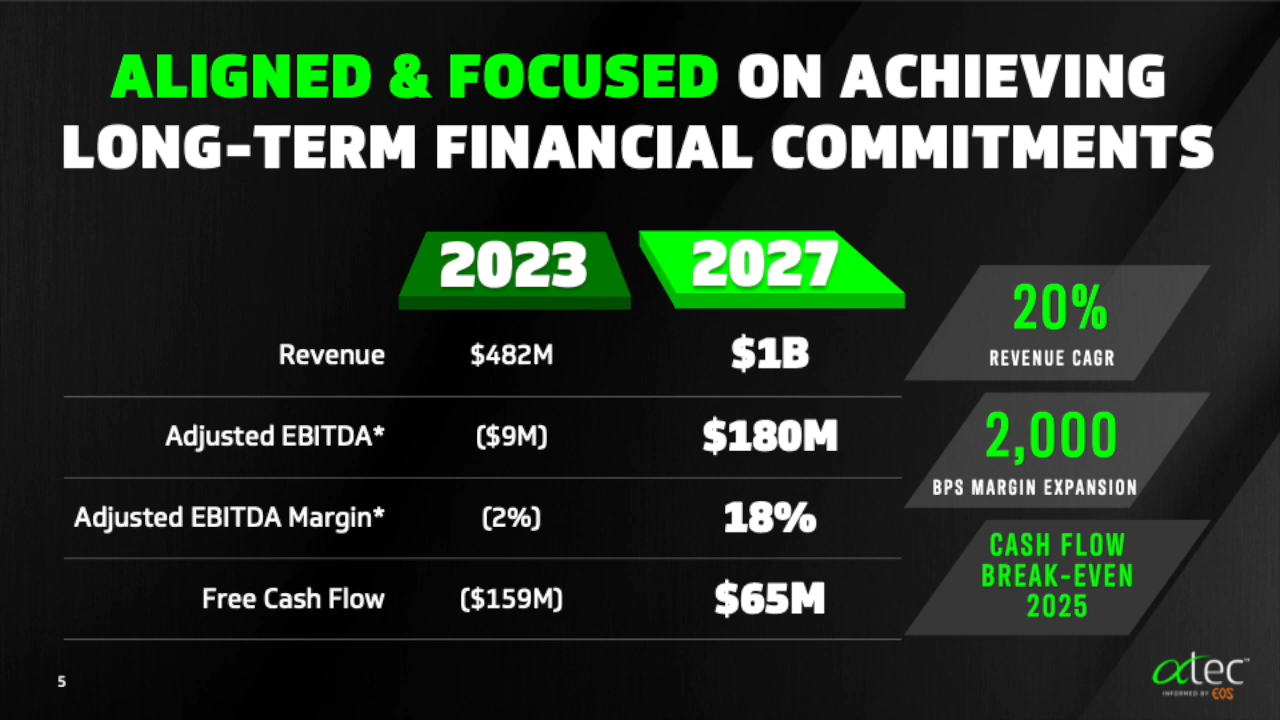 ALIGNED & FOCUSED ON ACHIEVING
LONG-TERM FINANCIAL COMMITMENTS
2023 2027
Revenue $482M $1B
Adjusted EBITDA* ($9M) $180M
Adjusted EBITDA Margin* (2%) 18%
Free Cash Flow ($159M) $65M
20%
REVENUE CAGR
2,000
BPS MARGIN EXPANSION
CASH FLOW
BREAK-EVEN
2025
5
αtec™
INFORMED BY EOS